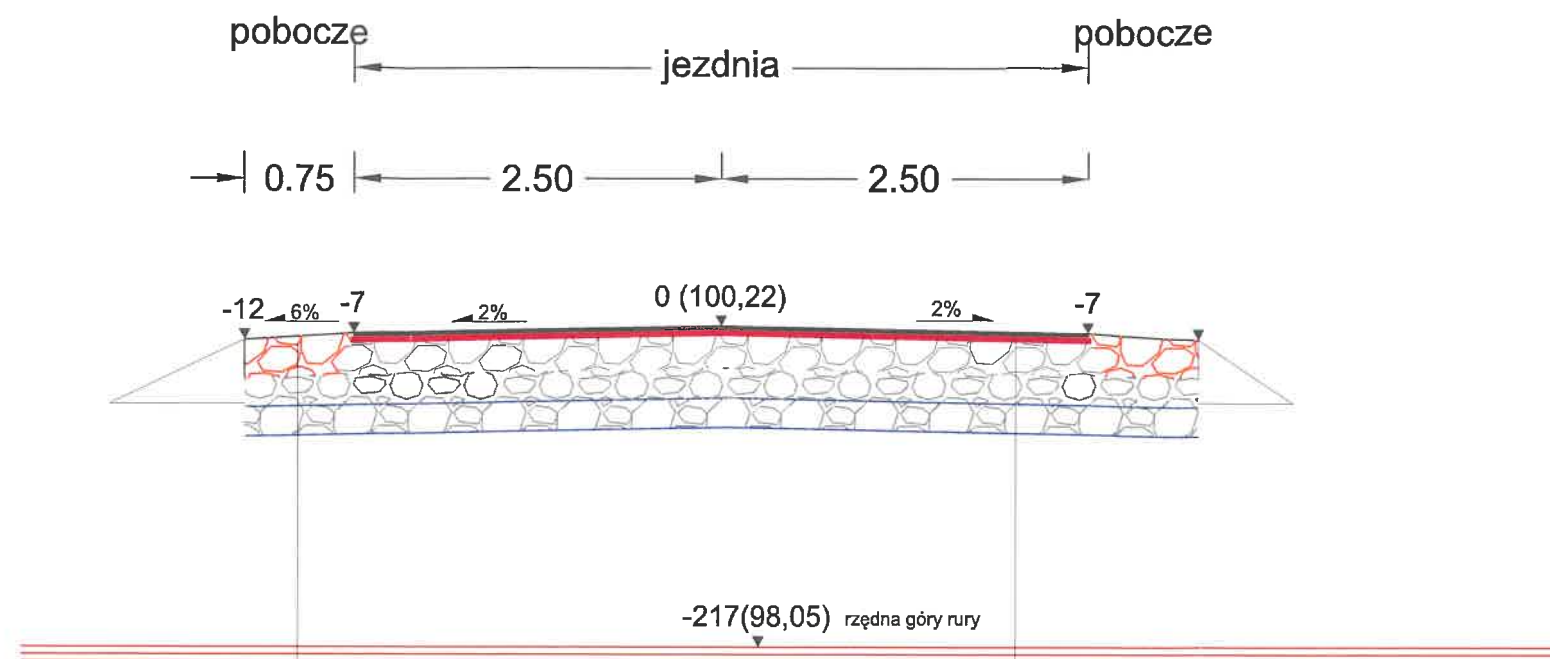 pobocze
pobocze
jezdnia
0.75
2.50
2.50
-12
6%
-7
2%
0 (100,22)
2%
-7
-217(98,05) rzędna góry rury